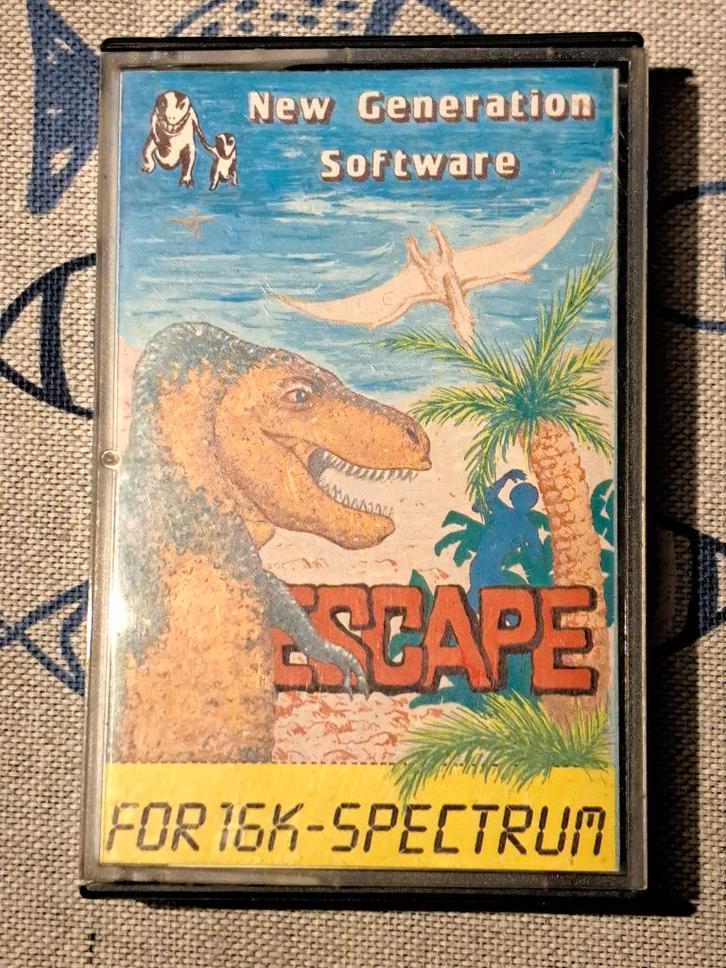 New Generation
Software
ESCAPE
FOR 16K-SPECTRUM